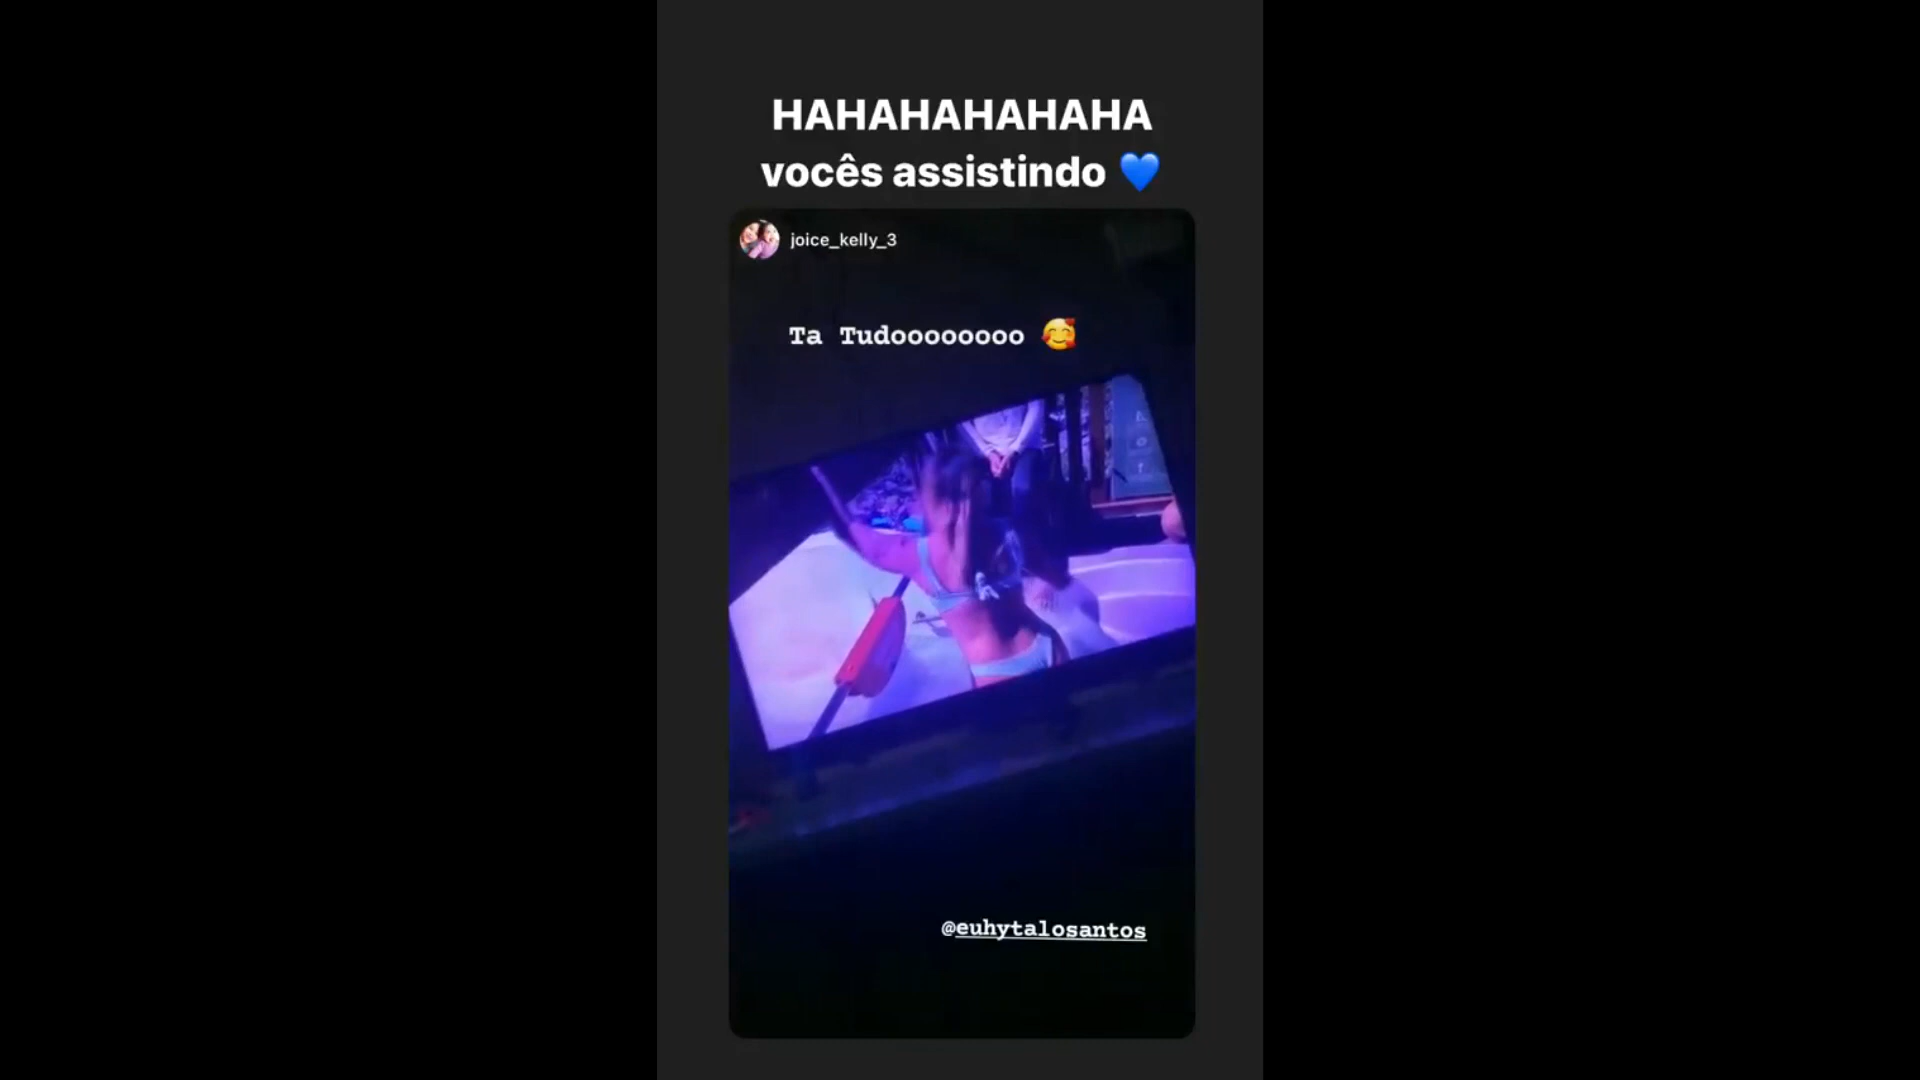 HAHAHAHAHAHA
vocês assistindo 💙
joice_kelly_3
Ta Tudoooooooo 🥰
@euhytalosantos